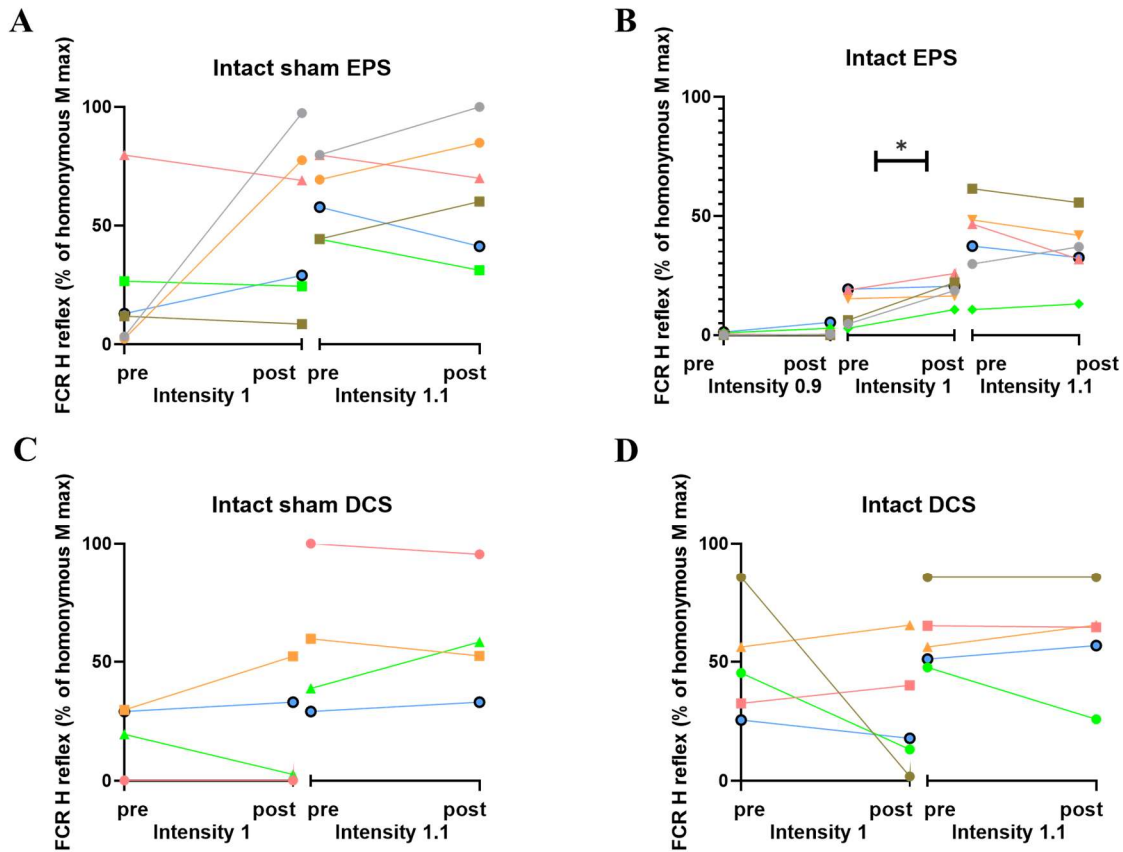 A
Intact sham EPS
FCR H reflex (% of homonymous M max)
100
50
0
pre post pre post
Intensity 1 Intensity 1.1
B
Intact EPS
FCR H reflex (% of homonymous M max)
100
50
0
*
pre post pre post pre post
Intensity 0.9 Intensity 1 Intensity 1.1
C
Intact sham DCS
FCR H reflex (% of homonymous M max)
100
50
0
pre post pre post
Intensity 1 Intensity 1.1
D
Intact DCS
FCR H reflex (% of homonymous M max)
100
50
0
pre post pre post
Intensity 1 Intensity 1.1